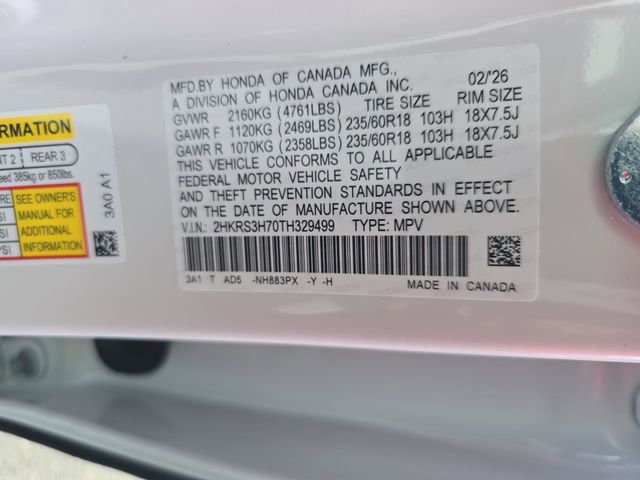 MFD.BY HONDA OF CANADA MFG., 02/'26
A DIVISION OF HONDA CANADA INC.
GVWR 2160KG (4761LBS) TIRE SIZE RIM SIZE
GAWR F 1120KG (2469LBS) 235/60R18 103H 18X7.5J
GAWR R 1070KG (2358LBS) 235/60R18 103H 18X7.5J
THIS VEHICLE CONFORMS TO ALL APPLICABLE
FEDERAL MOTOR VEHICLE SAFETY
AND THEFT PREVENTION STANDARDS IN EFFECT
ON THE DATE OF MANUFACTURE SHOWN ABOVE.
V.I.N.: 2HKRS3H70TH329499 TYPE: MPV
3A1 T AD5 -NH883PX -Y -H
MADE IN CANADA
REAR 3
385kg or 850lbs.
SEE OWNER'S
MANUAL FOR
ADDITIONAL
INFORMATION
3A0 A1